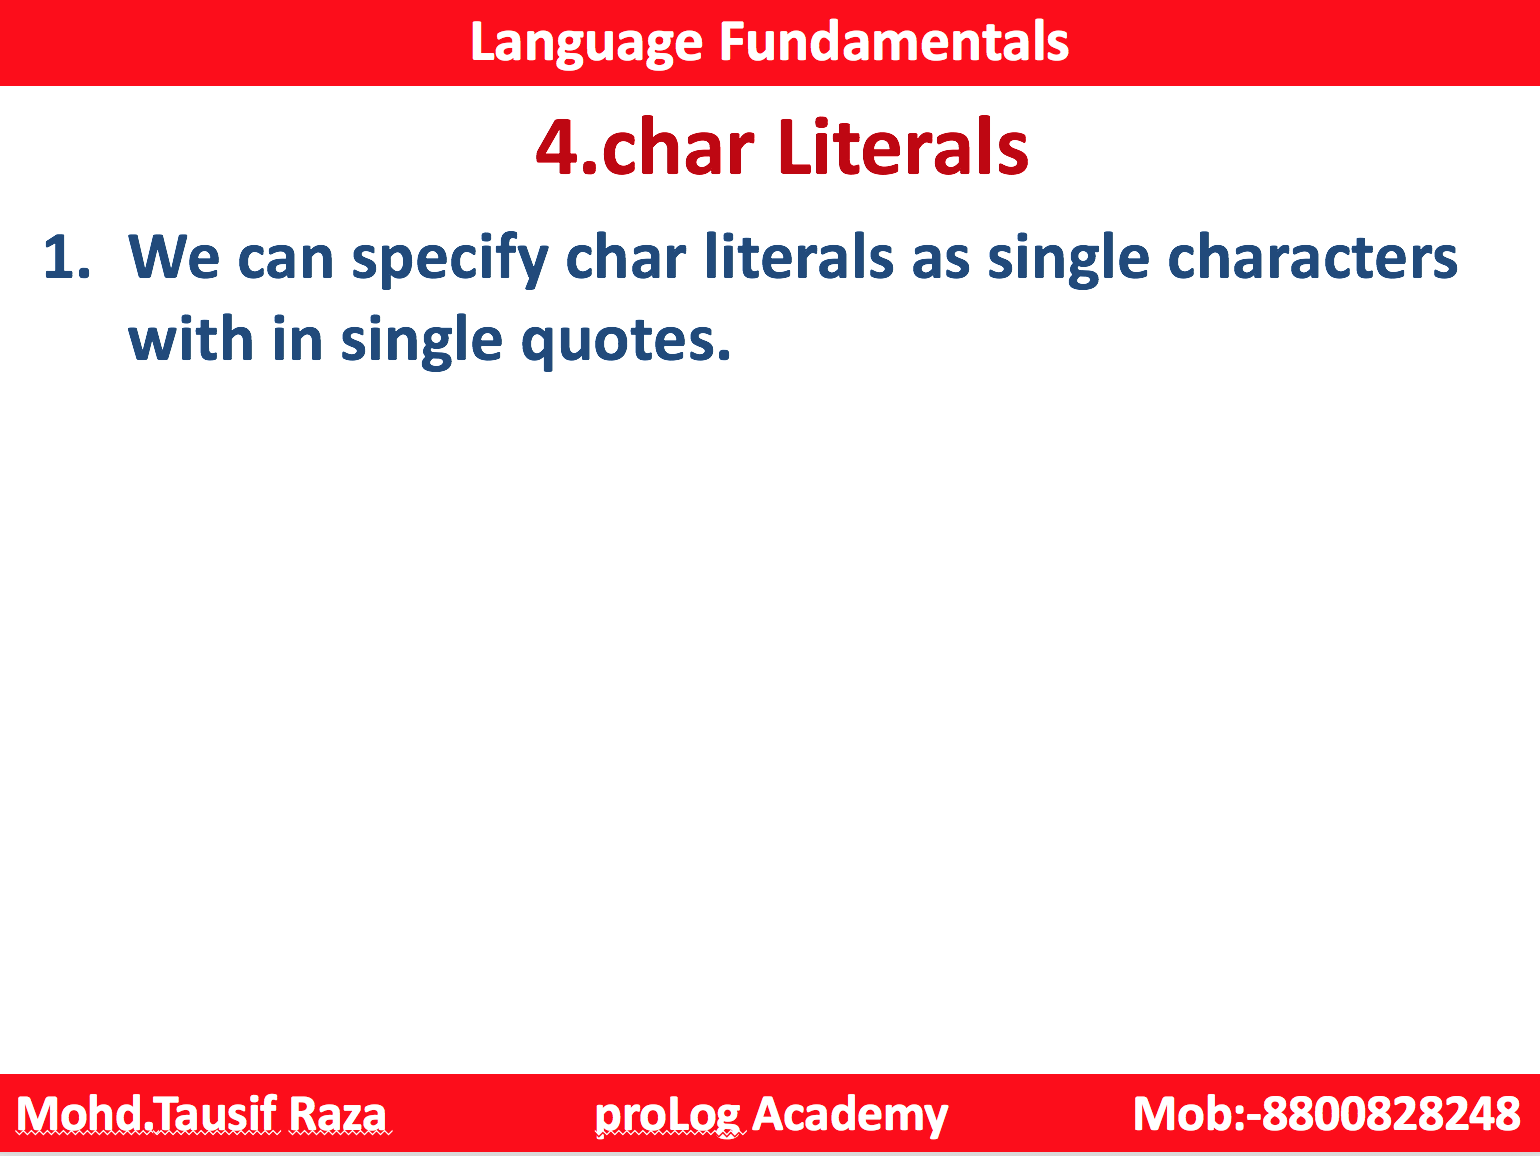 Language Fundamentals
4.char Literals
1. We can specify char literals as single characters
with in single quotes.
Mohd.Tausif Raza proLog Academy Mob:-8800828248